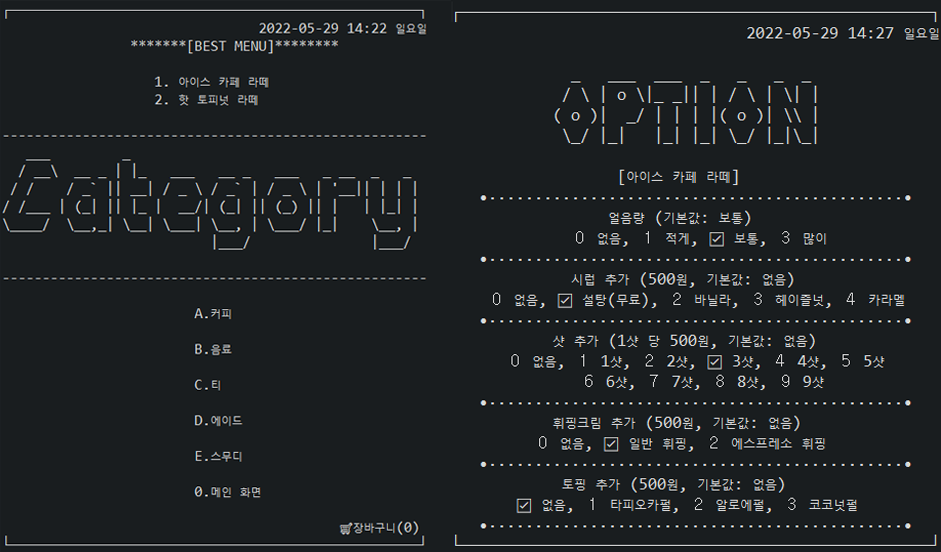 2022-05-29 14:22 일요일
*******[BEST MENU]********
1. 아이스 카페 라떼
2. 핫 토피넛 라떼
Category
A.커피
B.음료
C.티
D.에이드
E.스무디
0.메인 화면
🛒장바구니(0)
2022-05-29 14:27 일요일
OPTION
[아이스 카페 라떼]
얼음량 (기본값: 보통)
0 없음, 1 적게, ☑ 보통, 3 많이
시럽 추가 (500원, 기본값: 없음)
0 없음, ☑ 설탕(무료), 2 바닐라, 3 헤이즐넛, 4 카라멜
샷 추가 (1샷 당 500원, 기본값: 없음)
0 없음, 1 1샷, 2 2샷, ☑ 3샷, 4 4샷, 5 5샷
6 6샷, 7 7샷, 8 8샷, 9 9샷
휘핑크림 추가 (500원, 기본값: 없음)
0 없음, ☑ 일반 휘핑, 2 에스프레소 휘핑
토핑 추가 (500원, 기본값: 없음)
☑ 없음, 1 타피오카펄, 2 알로에펄, 3 코코넛펄